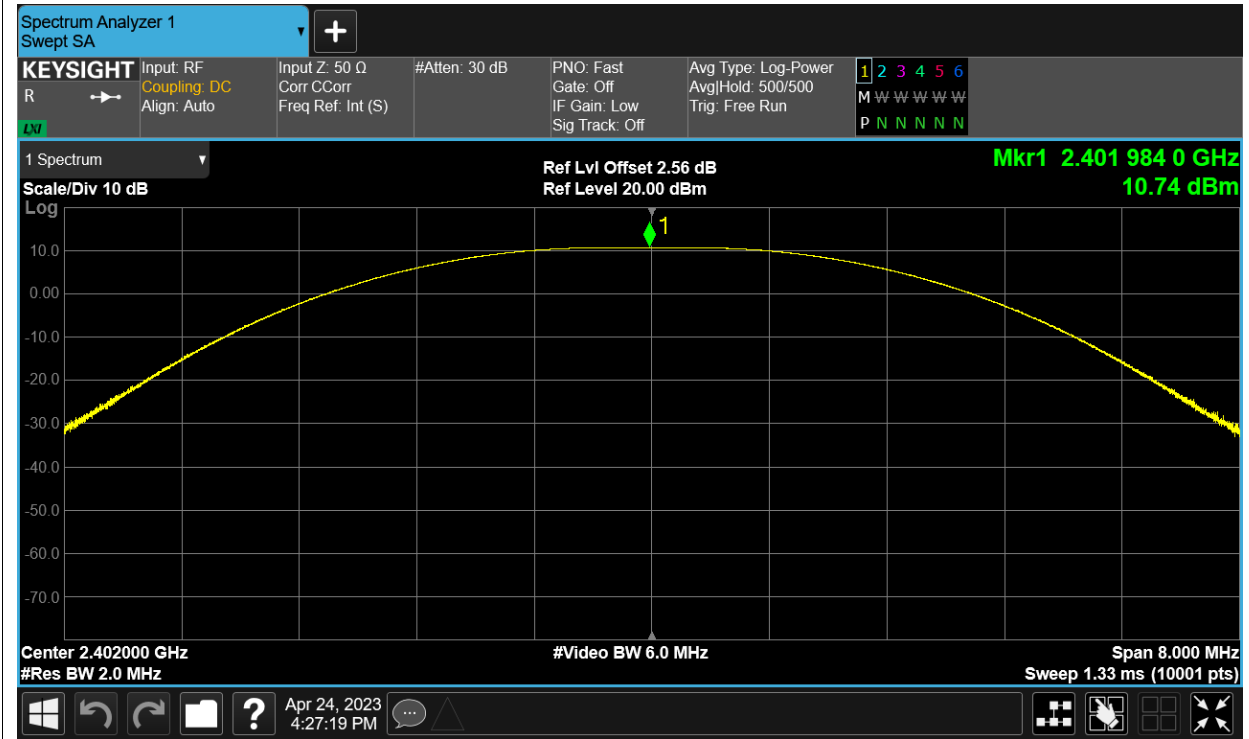 Spectrum Analyzer 1
Swept SA
KEYSIGHT
R
LXI
Input: RF
Coupling: DC
Align: Auto
Input Z: 50 Ω
Corr CCorr
Freq Ref: Int (S)
#Atten: 30 dB
PNO: Fast
Gate: Off
IF Gain: Low
Sig Track: Off
Avg Type: Log-Power
Avg|Hold: 500/500
Trig: Free Run
1 2 3 4 5 6
M W W W W W
P N N N N N
1 Spectrum
Scale/Div 10 dB
Log
Ref Lvl Offset 2.56 dB
Ref Level 20.00 dBm
Mkr1 2.401 984 0 GHz
10.74 dBm
1
10.0
0.00
-10.0
-20.0
-30.0
-40.0
-50.0
-60.0
-70.0
Center 2.402000 GHz
#Res BW 2.0 MHz
#Video BW 6.0 MHz
Span 8.000 MHz
Sweep 1.33 ms (10001 pts)
?
Apr 24, 2023
4:27:19 PM